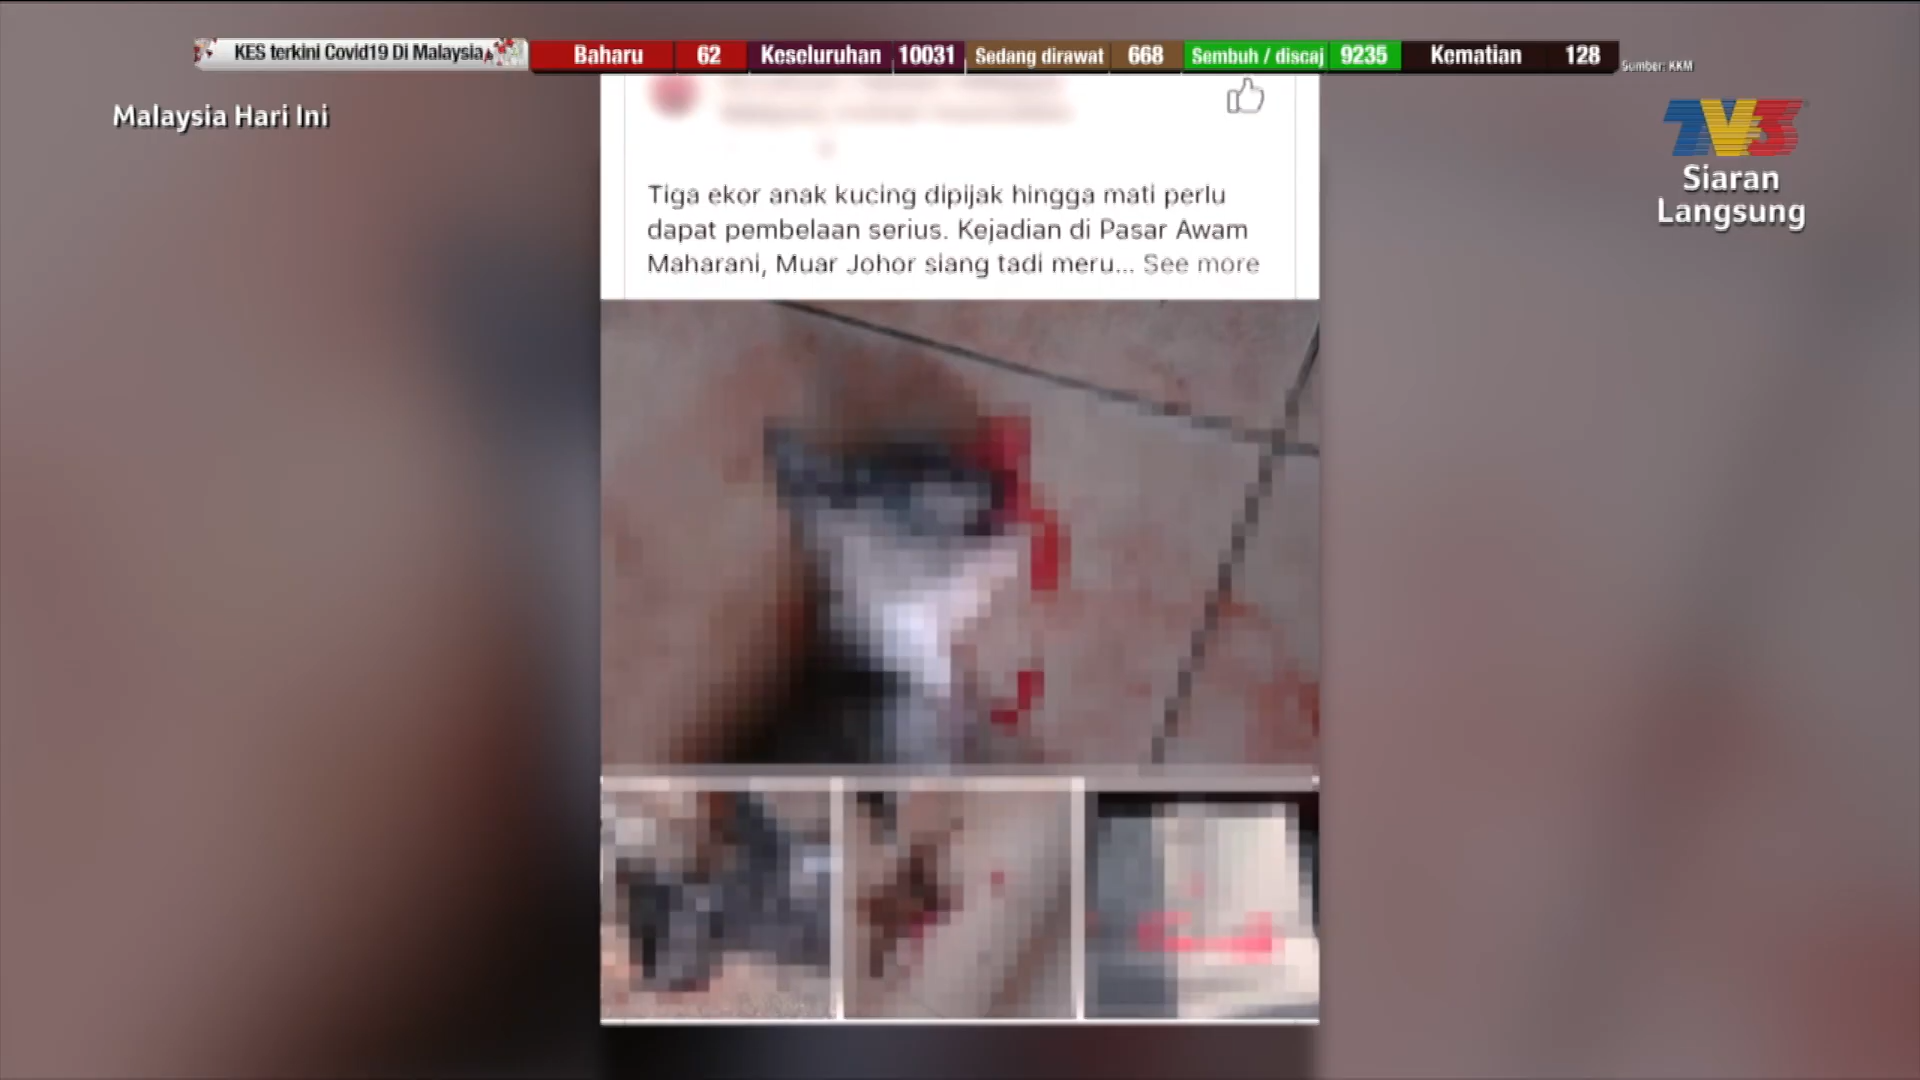 KES terkini Covid19 Di Malaysia Baharu 62 Keseluruhan 10031 Sedang dirawat 668 Sembuh / discaj 9235 Kematian 128 Sumber: KKM
Malaysia Hari Ini
TV3
Siaran
Langsung
Tiga ekor anak kucing dipijak hingga mati perlu
dapat pembelaan serius. Kejadian di Pasar Awam
Maharani, Muar Johor siang tadi meru... See more